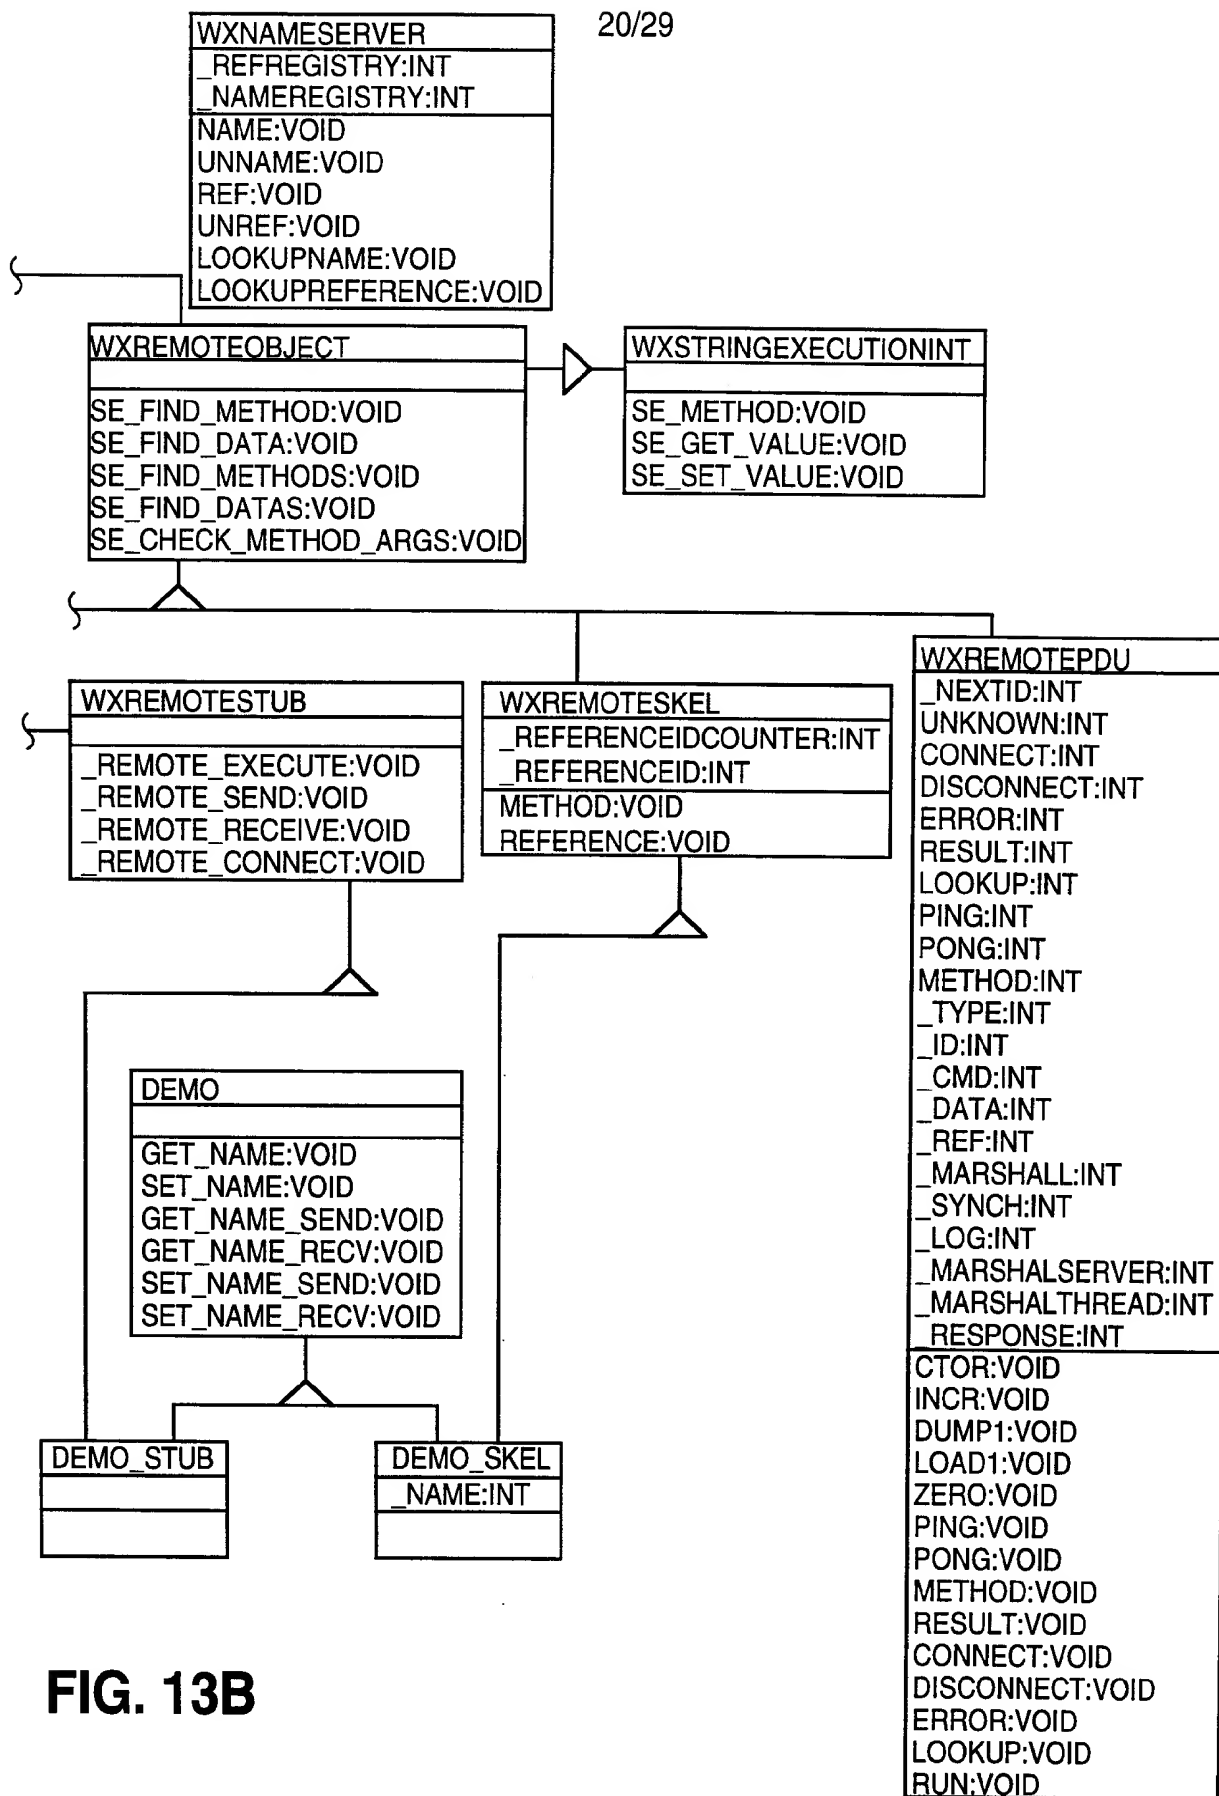 20/29
WXNAMESERVER
_REFREGISTRY:INT
_NAMEREGISTRY:INT
NAME:VOID
UNNAME:VOID
REF:VOID
UNREF:VOID
LOOKUPNAME:VOID
LOOKUPREFERENCE:VOID
WXREMOTEOBJECT
SE_FIND_METHOD:VOID
SE_FIND_DATA:VOID
SE_FIND_METHODS:VOID
SE_FIND_DATAS:VOID
SE_CHECK_METHOD_ARGS:VOID
WXSTRINGEXECUTIONINT
SE_METHOD:VOID
SE_GET_VALUE:VOID
SE_SET_VALUE:VOID
WXREMOTESTUB
_REMOTE_EXECUTE:VOID
_REMOTE_SEND:VOID
_REMOTE_RECEIVE:VOID
_REMOTE_CONNECT:VOID
WXREMOTESKEL
_REFERENCEIDCOUNTER:INT
_REFERENCEID:INT
METHOD:VOID
REFERENCE:VOID
WXREMOTEPDU
_NEXTID:INT
UNKNOWN:INT
CONNECT:INT
DISCONNECT:INT
ERROR:INT
RESULT:INT
LOOKUP:INT
PING:INT
PONG:INT
METHOD:INT
_TYPE:INT
_ID:INT
_CMD:INT
_DATA:INT
_REF:INT
_MARSHALL:INT
_SYNCH:INT
_LOG:INT
_MARSHALSERVER:INT
_MARSHALTHREAD:INT
_RESPONSE:INT
CTOR:VOID
INCR:VOID
DUMP1:VOID
LOAD1:VOID
ZERO:VOID
PING:VOID
PONG:VOID
METHOD:VOID
RESULT:VOID
CONNECT:VOID
DISCONNECT:VOID
ERROR:VOID
LOOKUP:VOID
RUN:VOID
DEMO
GET_NAME:VOID
SET_NAME:VOID
GET_NAME_SEND:VOID
GET_NAME_RECV:VOID
SET_NAME_SEND:VOID
SET_NAME_RECV:VOID
DEMO_STUB
DEMO_SKEL
_NAME:INT
FIG. 13B